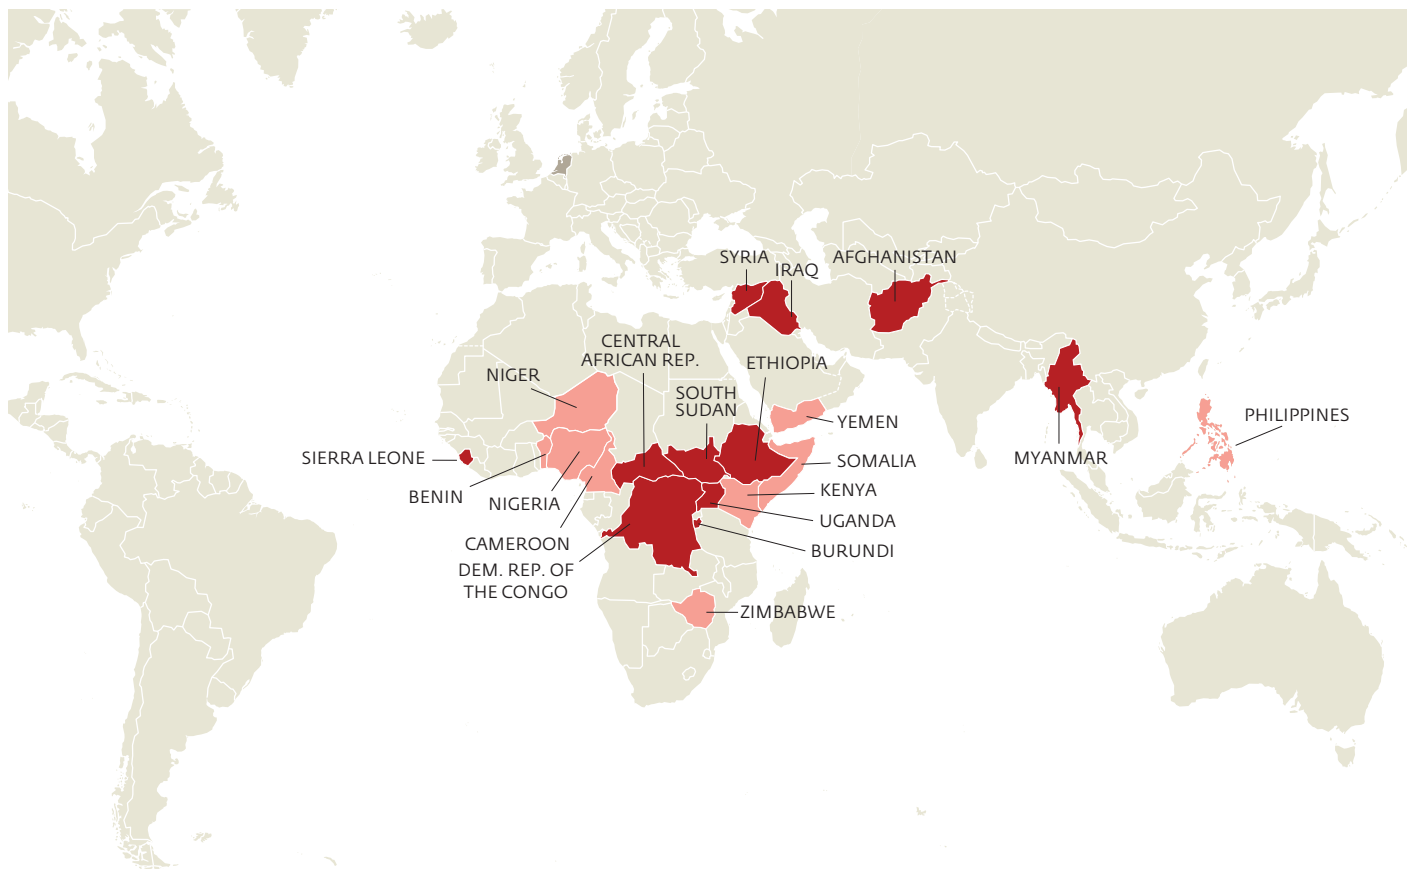 SYRIA
IRAQ
AFGHANISTAN
CENTRAL
AFRICAN REP.
ETHIOPIA
NIGER
SOUTH
SUDAN
YEMEN
PHILIPPINES
SIERRA LEONE
SOMALIA
MYANMAR
BENIN
NIGERIA
KENYA
UGANDA
CAMEROON
BURUNDI
DEM. REP. OF
THE CONGO
ZIMBABWE